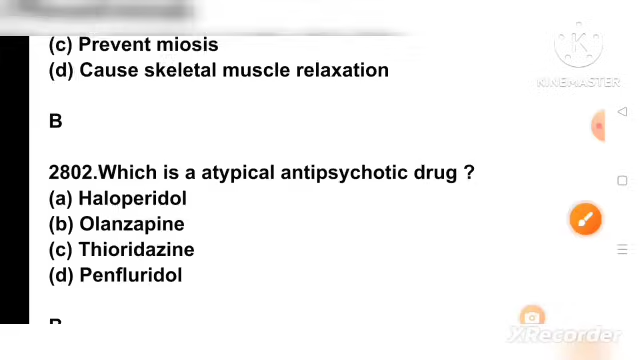 (c) Prevent miosis
(d) Cause skeletal muscle relaxation
B
2802.Which is a atypical antipsychotic drug ?
(a) Haloperidol
(b) Olanzapine
(c) Thioridazine
(d) Penfluridol
K
KINEMASTER
XRecorder